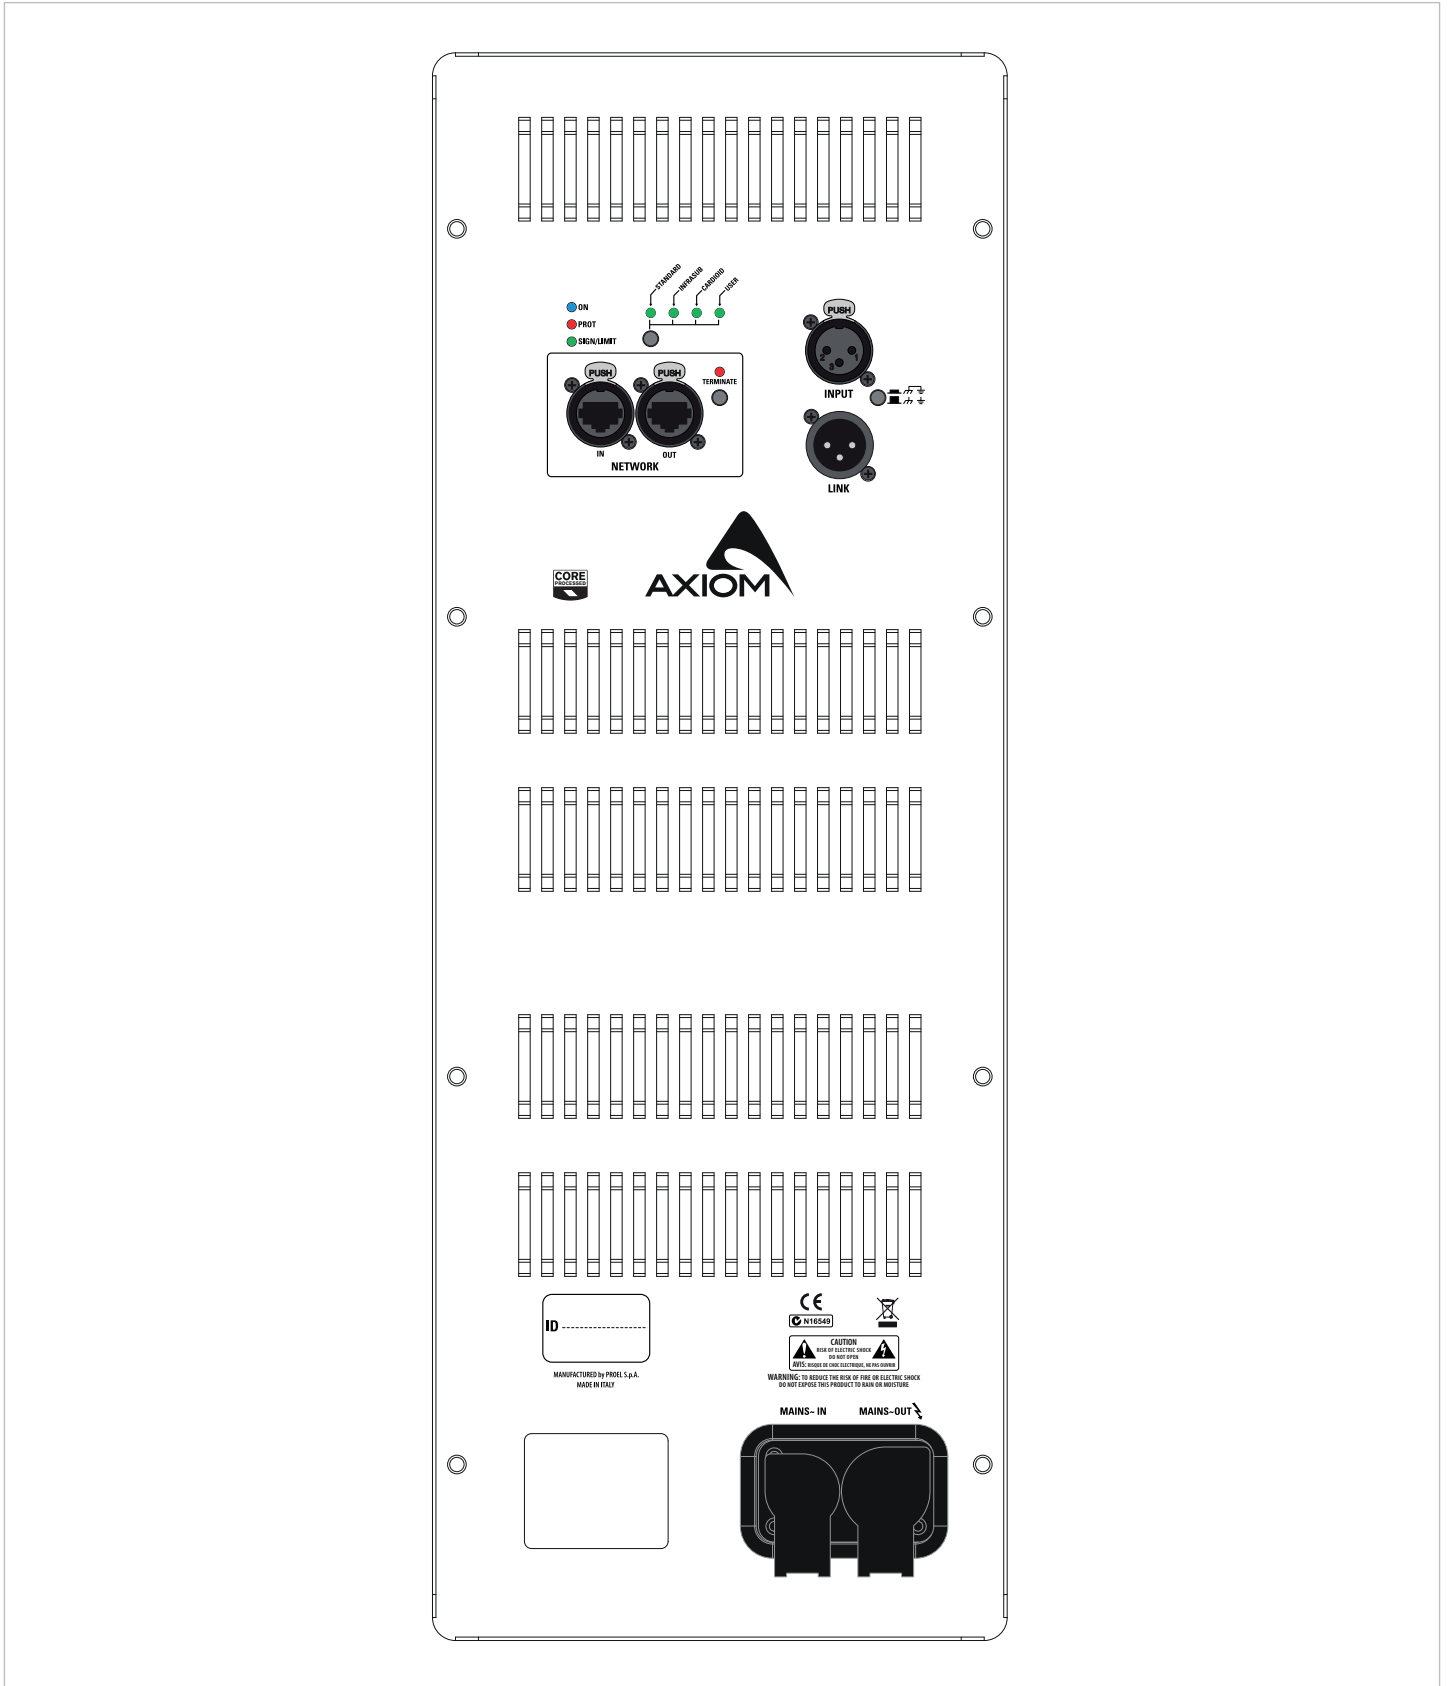 STANDARD
INFRASUB
CARDIOID
USER
ON
PROT
SIGN/LIMIT
PUSH
PUSH
TERMINATE
IN
OUT
NETWORK
PUSH
2
1
3
INPUT
LINK
CORE
PROCESSED
AXIOM
ID
MANUFACTURED by PROEL S.p.A.
MADE IN ITALY
CE
N16549
CAUTION
RISK OF ELECTRIC SHOCK
DO NOT OPEN
AVIS: RISQUE DE CHOC ELECTRIQUE, NE PAS OUVRIR
WARNING: TO REDUCE THE RISK OF FIRE OR ELECTRIC SHOCK
DO NOT EXPOSE THIS PRODUCT TO RAIN OR MOISTURE
MAINS~ IN
MAINS~OUT